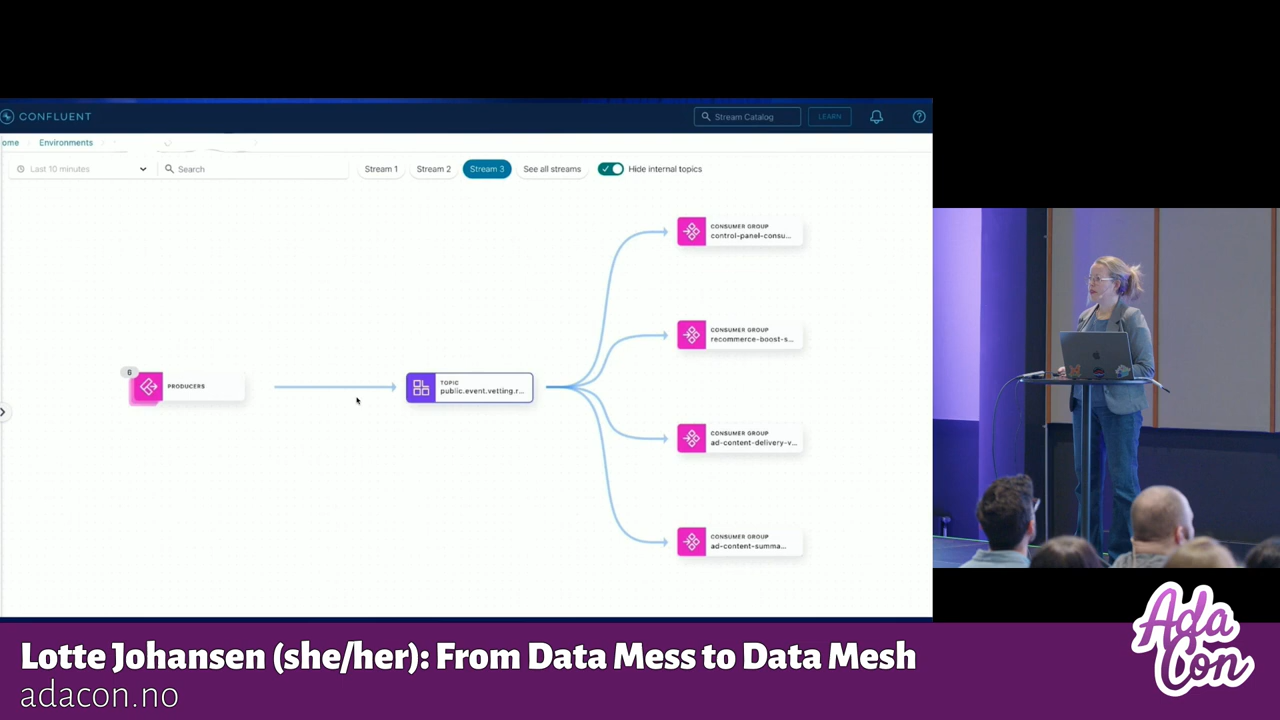 CONFLUENT
Stream Catalog
LEARN
ome
Environments
Last 10 minutes
Search
Stream 1
Stream 2
Stream 3
See all streams
Hide internal topics
CONSUMER GROUP
control-panel-consu...
CONSUMER GROUP
recommerce-boost-s...
6
PRODUCERS
TOPIC
public.event.vetting.r...
CONSUMER GROUP
ad-content-delivery-v...
CONSUMER GROUP
ad-content-summa...
Lotte Johansen (she/her): From Data Mess to Data Mesh
adacon.no
Ada
Con